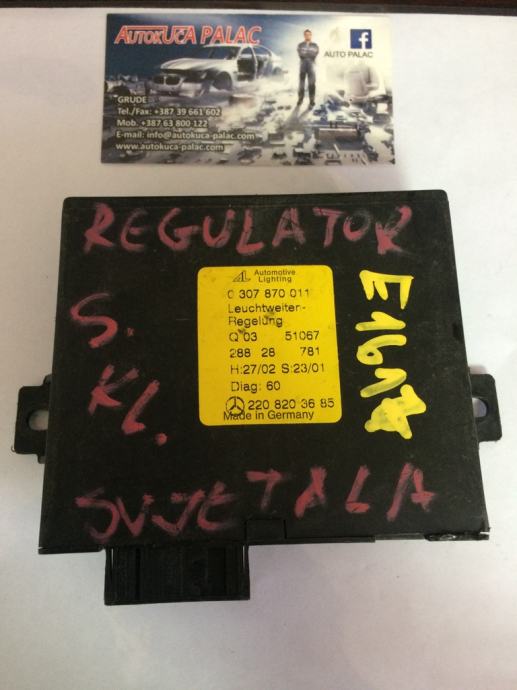 AUTOKUCA PALAC
f
AUTO PALAC
GRUDE
Tel./Fax: +387 39 661 602
Mob. +387 63 800 122
E-mail: info@autokuca-palac.com
www.autokuca-palac.com
REGULATOR
S.
KL.
SVJETALA
Automotive
Lighting
0 307 870 011
Leuchtweiten-
Regelung
Q 03 51067
288 28 781
H:27/02 S:23/01
Diag: 60
220 820 36 85
Made in Germany